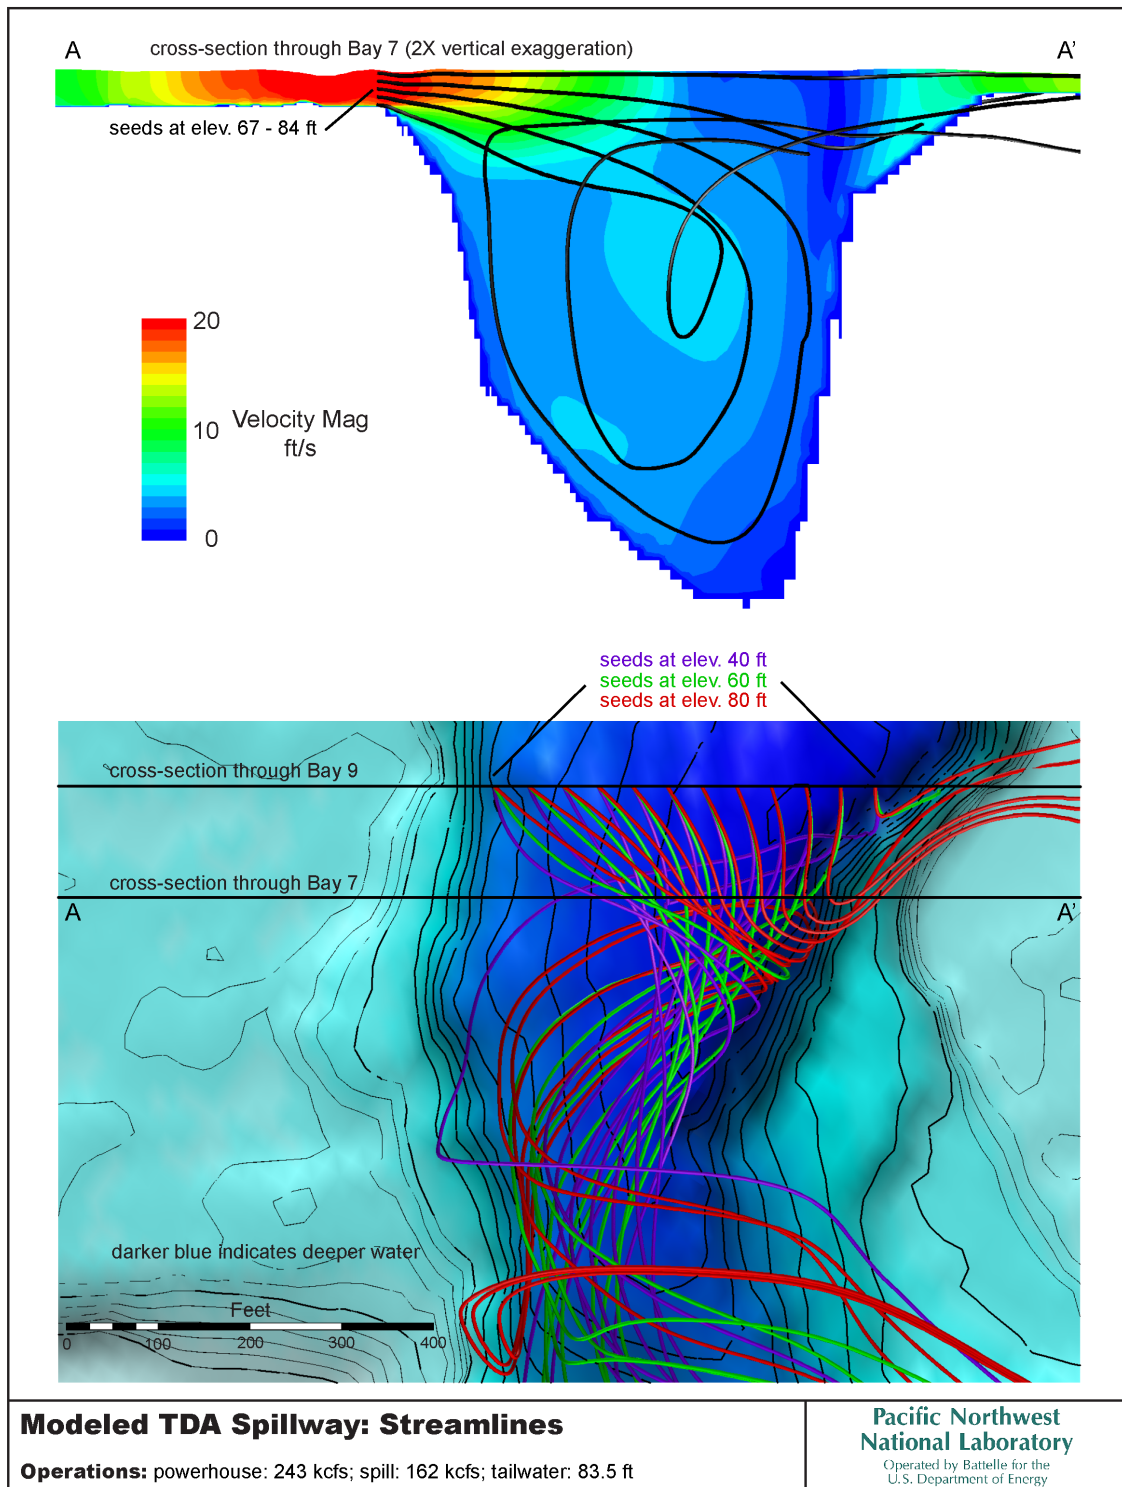 A
cross-section through Bay 7 (2X vertical exaggeration)
A'
seeds at elev. 67 - 84 ft
20
10
0
Velocity Mag
ft/s
seeds at elev. 40 ft
seeds at elev. 60 ft
seeds at elev. 80 ft
cross-section through Bay 9
cross-section through Bay 7
A
A'
darker blue indicates deeper water
Feet
0 100 200 300 400
Modeled TDA Spillway: Streamlines
Operations: powerhouse: 243 kcfs; spill: 162 kcfs; tailwater: 83.5 ft
Pacific Northwest
National Laboratory
Operated by Battelle for the
U.S. Department of Energy